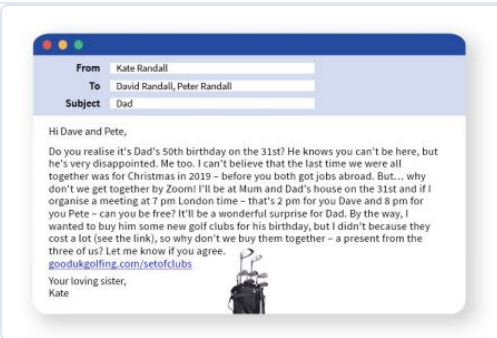 From Kate Randall
To David Randall, Peter Randall
Subject Dad
Hi Dave and Pete,
Do you realise it's Dad's 50th birthday on the 31st? He knows you can't be here, but
he's very disappointed. Me too. I can't believe that the last time we were all
together was for Christmas in 2019 – before you both got jobs abroad. But... why
don't we get together by Zoom! I'll be at Mum and Dad's house on the 31st and if I
organise a meeting at 7 pm London time – that's 2 pm for you Dave and 8 pm for
you Pete – can you be free? It'll be a wonderful surprise for Dad. By the way, I
wanted to buy him some new golf clubs for his birthday, but I didn't because they
cost a lot (see the link), so why don't we buy them together – a present from the
three of us? Let me know if you agree.
goodukgolfing.com/setofclubs
Your loving sister,
Kate